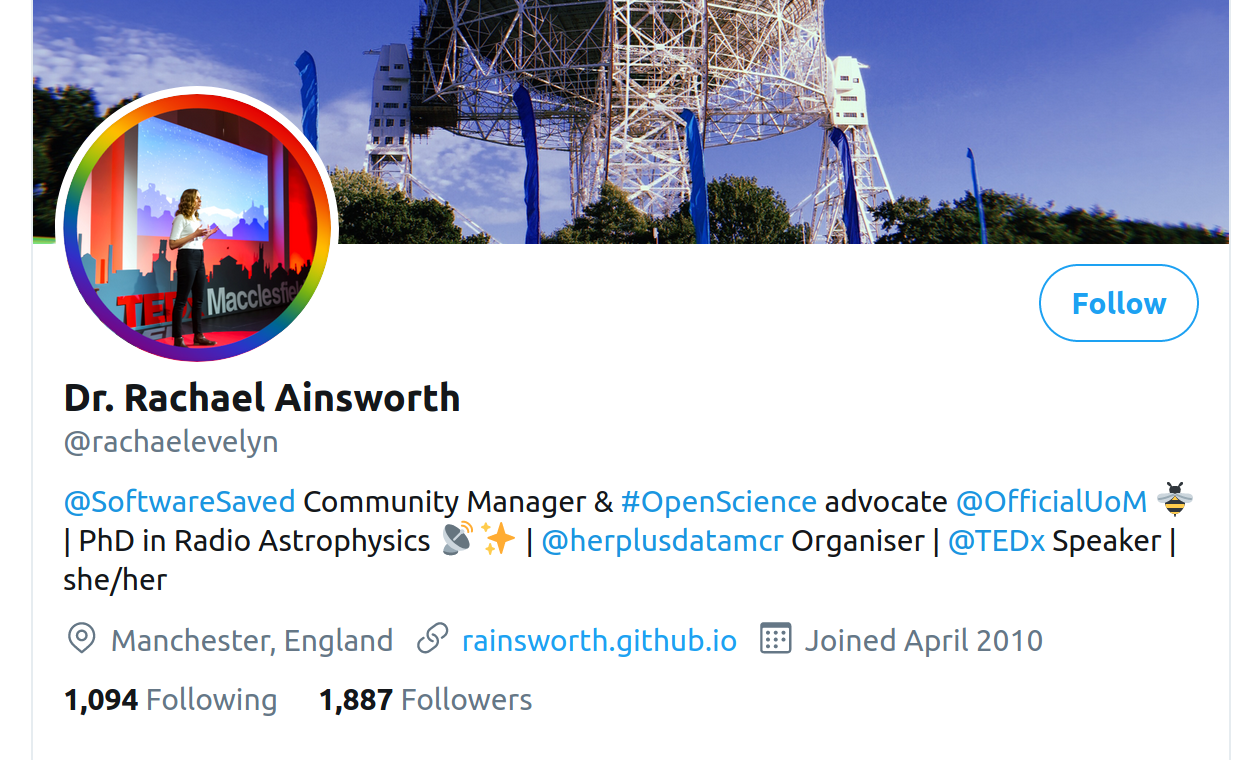 TEDx Macclesfield
Follow
Dr. Rachael Ainsworth
@rachaelevelyn
@SoftwareSaved Community Manager & #OpenScience advocate @OfficialUoM 🐝
| PhD in Radio Astrophysics 📡✨ | @herplusdatamcr Organiser | @TEDx Speaker |
she/her
Manchester, England rainsworth.github.io Joined April 2010
1,094 Following 1,887 Followers